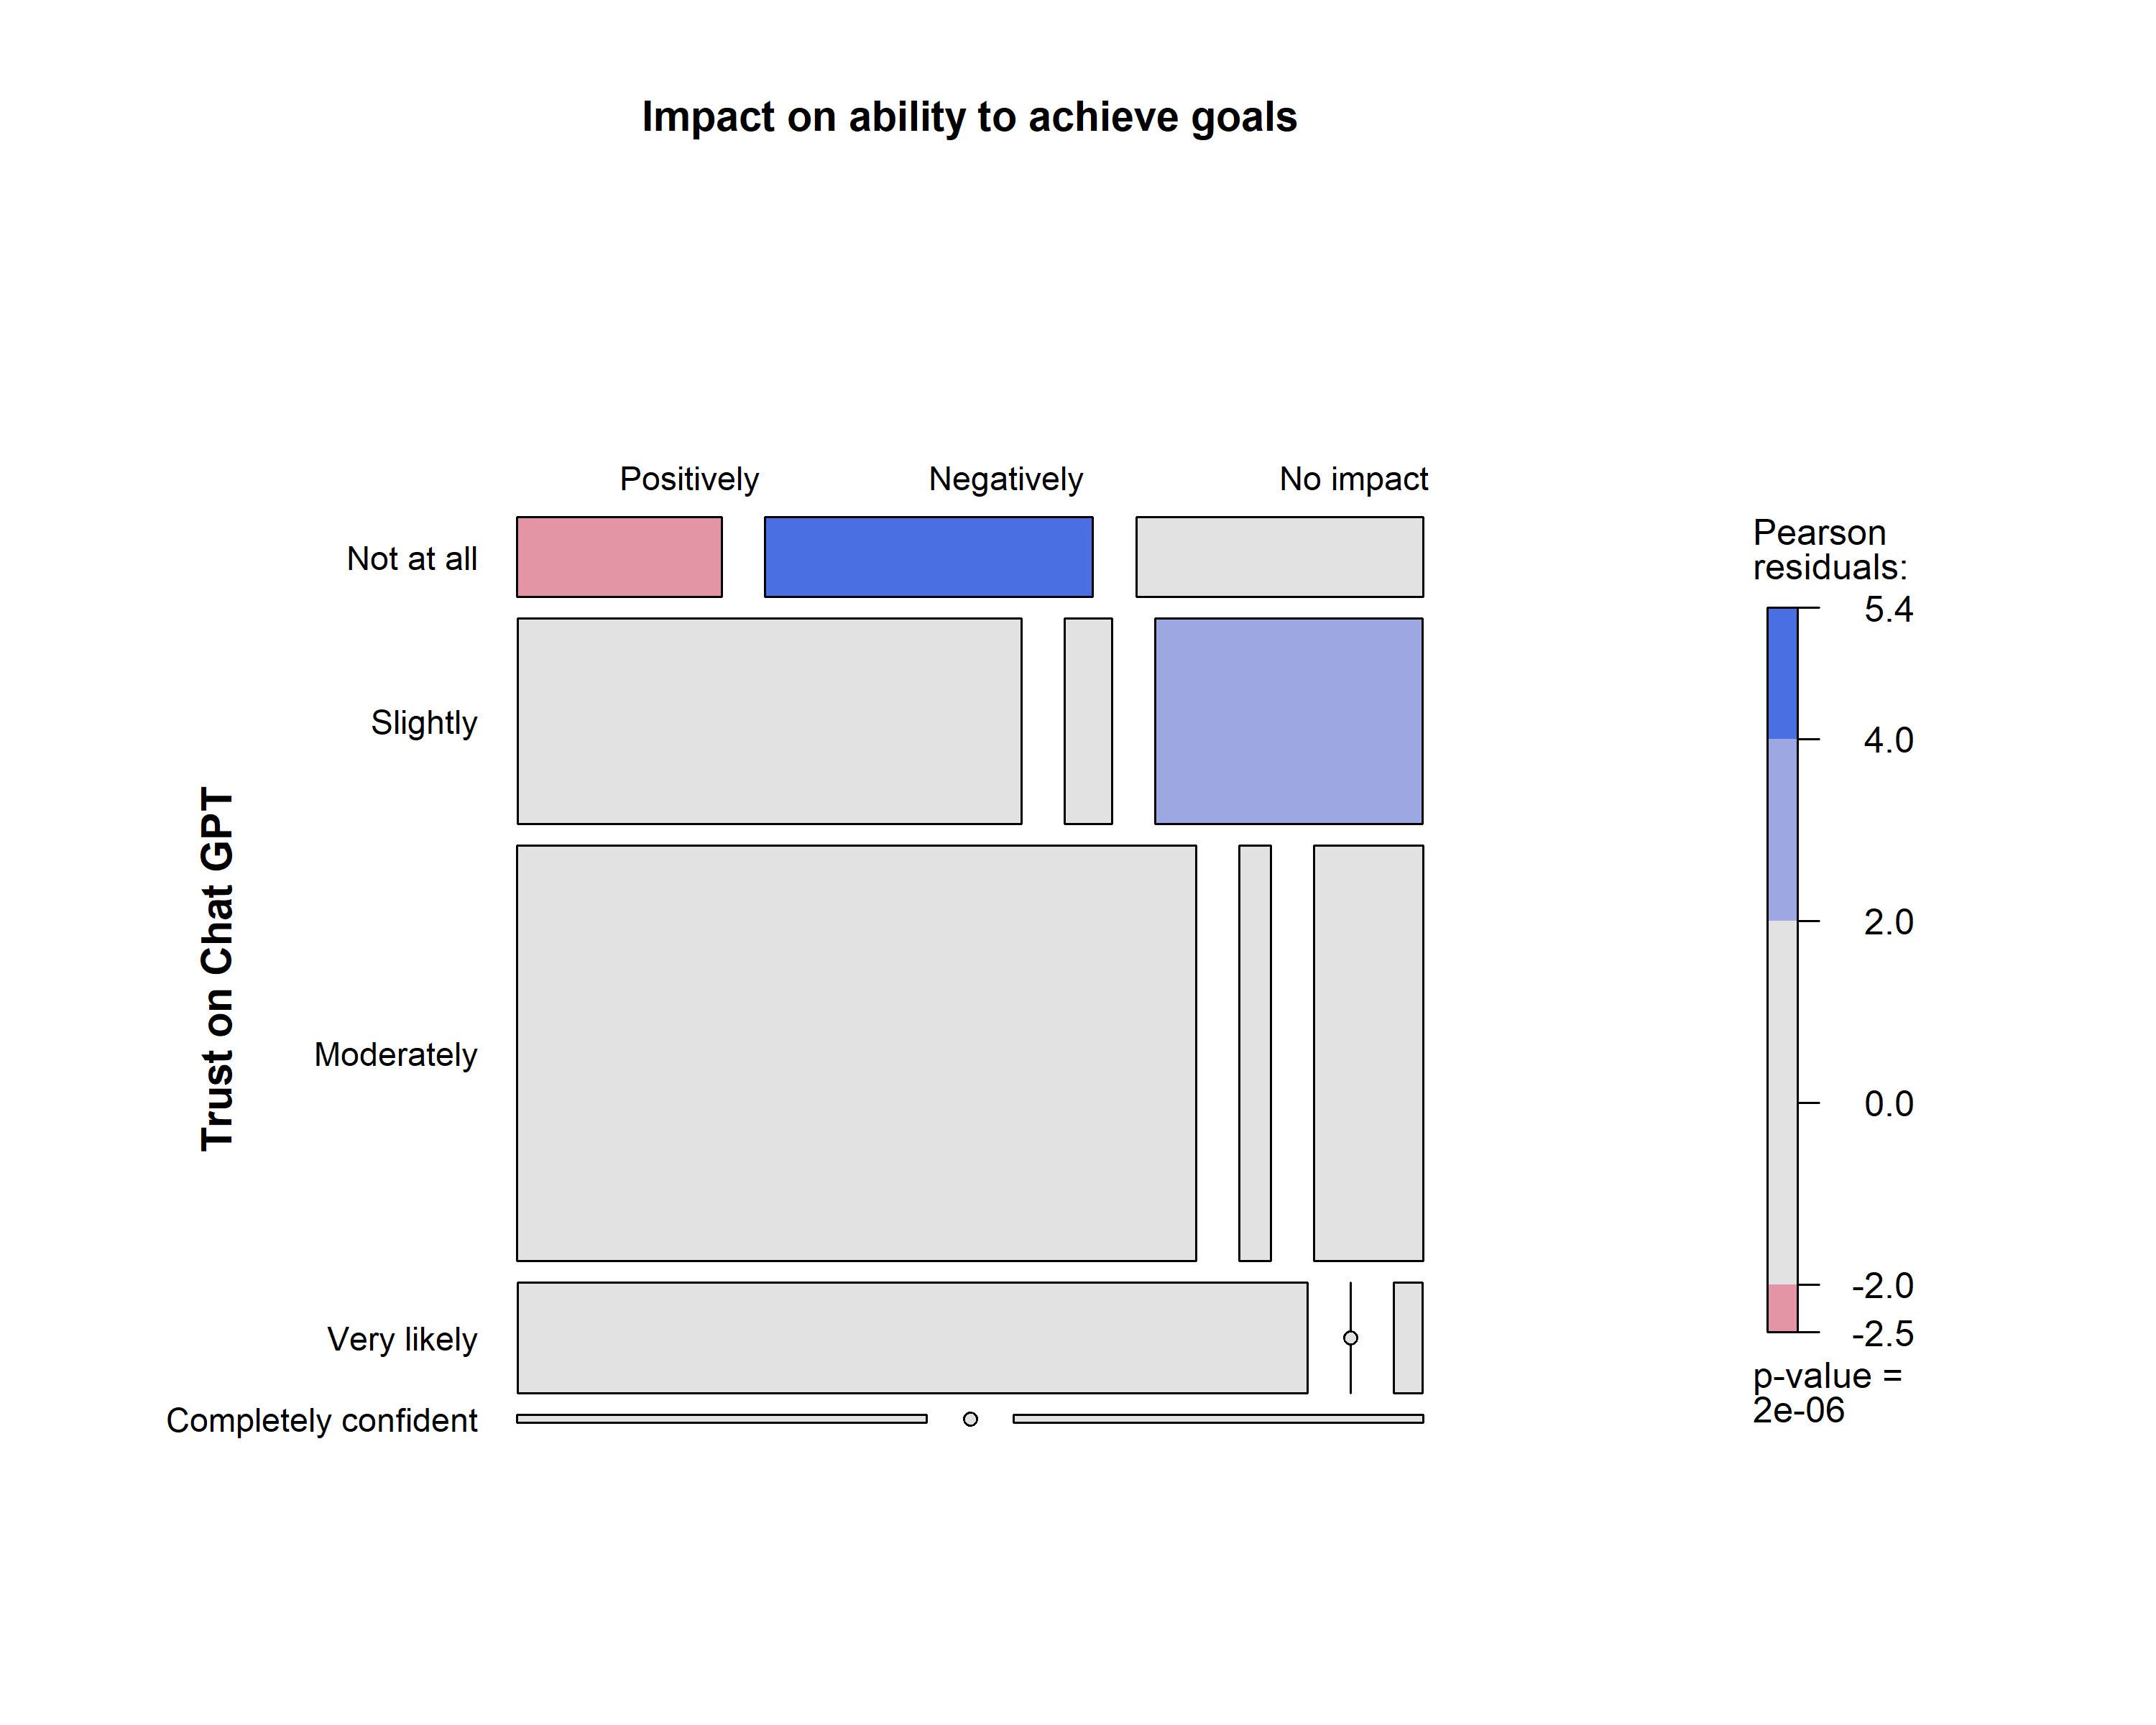 Impact on ability to achieve goals
Positively Negatively No impact
Trust on Chat GPT
Not at all
Slightly
Moderately
Very likely
Completely confident
Pearson
residuals:
5.4
4.0
2.0
0.0
-2.0
-2.5
p-value =
2e-06